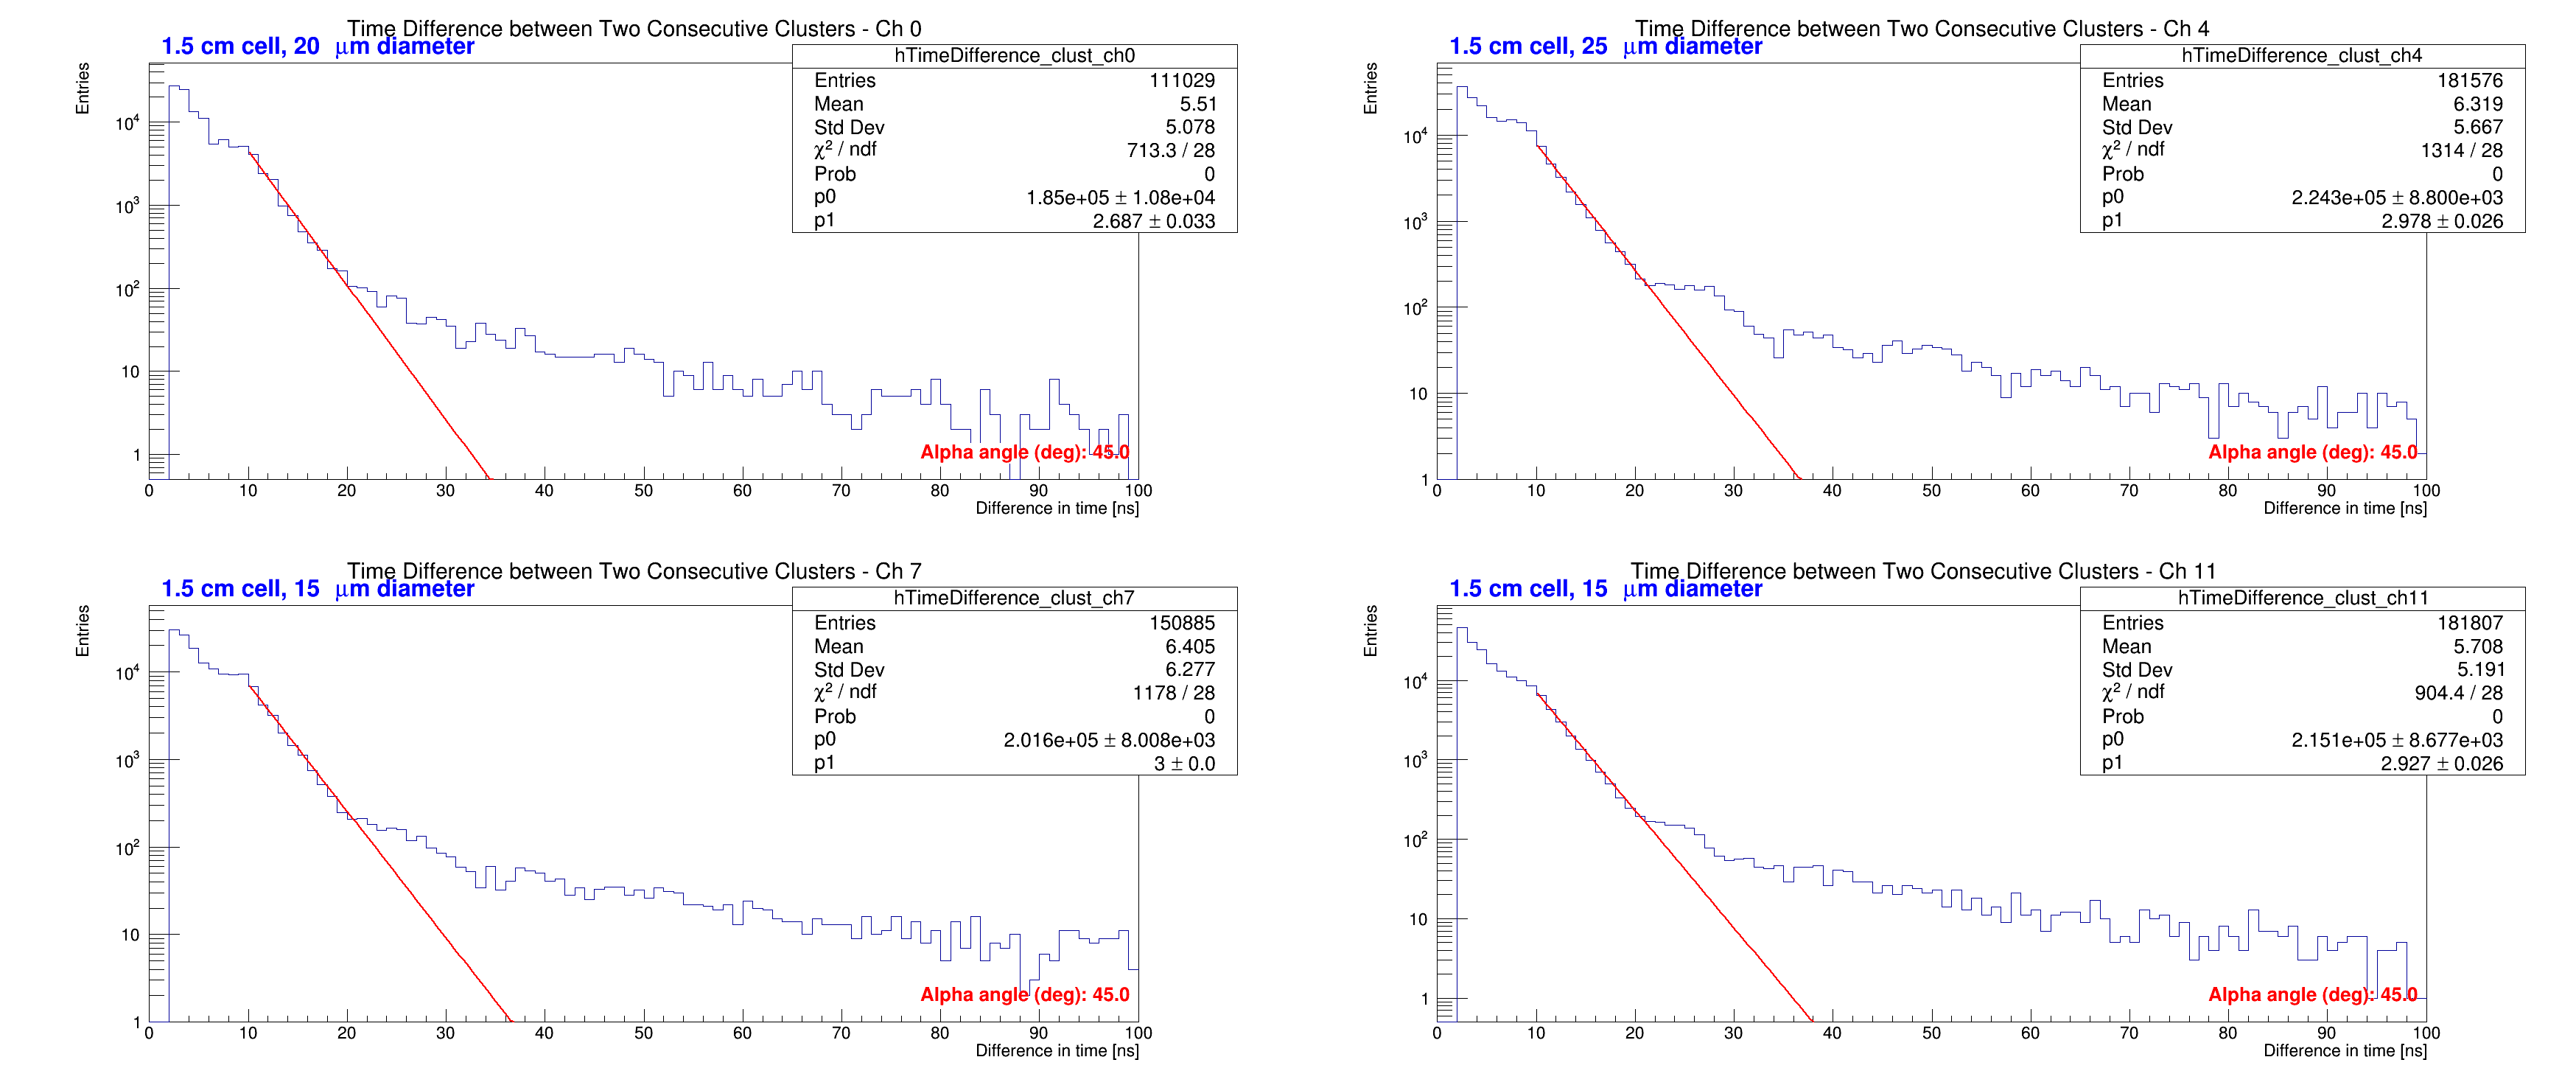 Time Difference between Two Consecutive Clusters - Ch 0
1.5 cm cell, 20 μm diameter
hTimeDifference_clust_ch0
Entries 111029
Mean 5.51
Std Dev 5.078
χ² / ndf 713.3 / 28
Prob 0
p0 1.85e+05 ± 1.08e+04
p1 2.687 ± 0.033
Entries
10⁴
10³
10²
10
1
Alpha angle (deg): 45.0
0 10 20 30 40 50 60 70 80 90 100
Difference in time [ns]
Time Difference between Two Consecutive Clusters - Ch 4
1.5 cm cell, 25 μm diameter
hTimeDifference_clust_ch4
Entries 181576
Mean 6.319
Std Dev 5.667
χ² / ndf 1314 / 28
Prob 0
p0 2.243e+05 ± 8.800e+03
p1 2.978 ± 0.026
Entries
10⁴
10³
10²
10
1
Alpha angle (deg): 45.0
0 10 20 30 40 50 60 70 80 90 100
Difference in time [ns]
Time Difference between Two Consecutive Clusters - Ch 7
1.5 cm cell, 15 μm diameter
hTimeDifference_clust_ch7
Entries 150885
Mean 6.405
Std Dev 6.277
χ² / ndf 1178 / 28
Prob 0
p0 2.016e+05 ± 8.008e+03
p1 3 ± 0.0
Entries
10⁴
10³
10²
10
1
Alpha angle (deg): 45.0
0 10 20 30 40 50 60 70 80 90 100
Difference in time [ns]
Time Difference between Two Consecutive Clusters - Ch 11
1.5 cm cell, 15 μm diameter
hTimeDifference_clust_ch11
Entries 181807
Mean 5.708
Std Dev 5.191
χ² / ndf 904.4 / 28
Prob 0
p0 2.151e+05 ± 8.677e+03
p1 2.927 ± 0.026
Entries
10⁴
10³
10²
10
1
Alpha angle (deg): 45.0
0 10 20 30 40 50 60 70 80 90 100
Difference in time [ns]